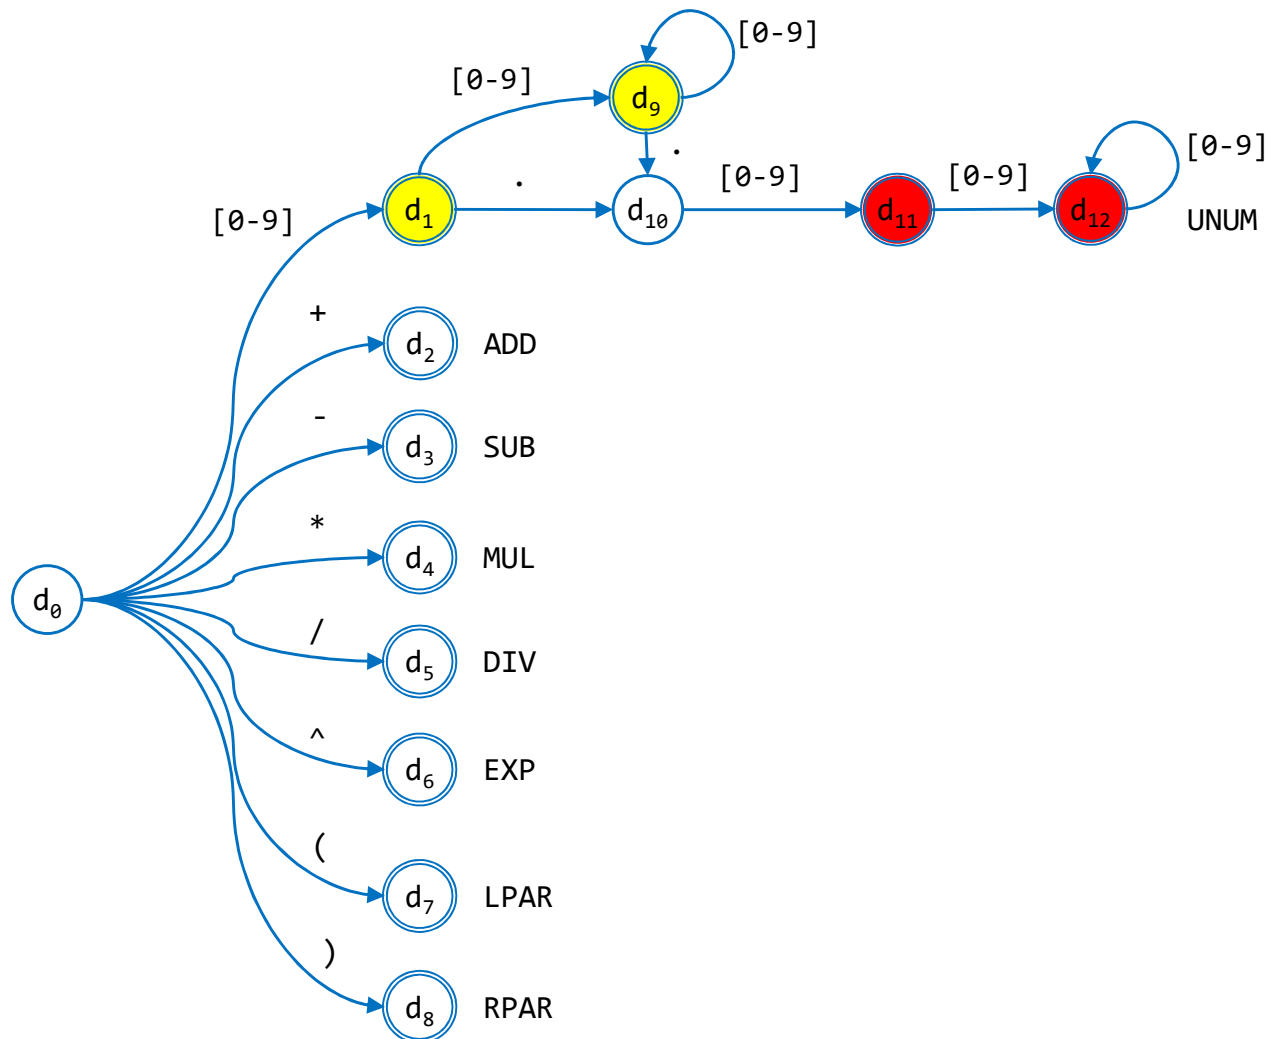 [0-9]
[0-9]
d₉
.
[0-9]
[0-9]
[0-9]
.
[0-9]
d₁
d₁₀
d₁₁
d₁₂
UNUM
+
d₂ ADD
-
d₃ SUB
*
d₄ MUL
d₀
/
d₅ DIV
^
d₆ EXP
(
d₇ LPAR
)
d₈ RPAR